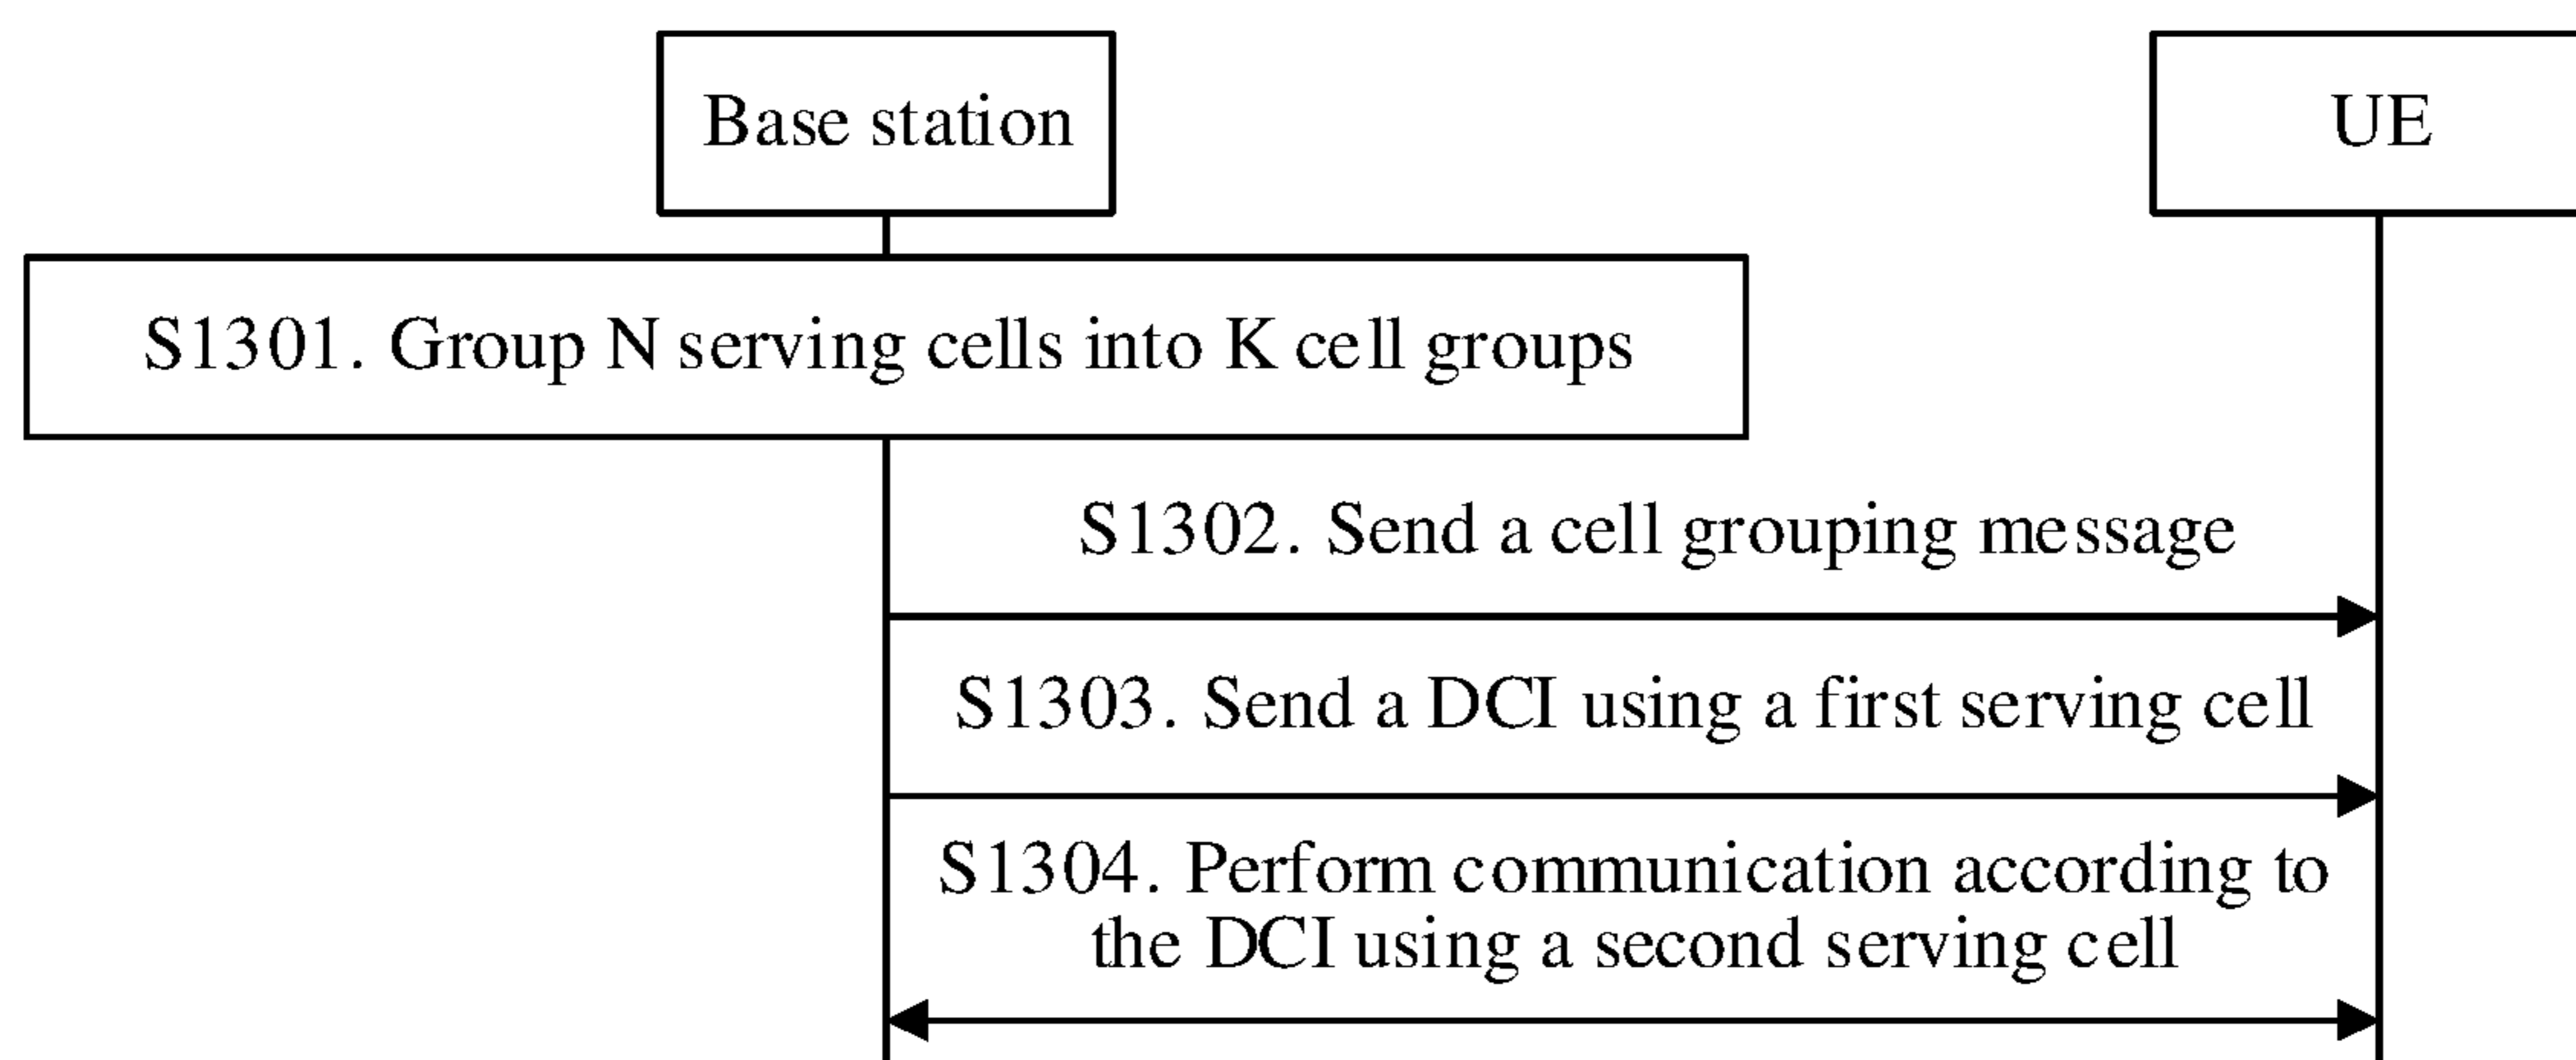 Base station
UE
S1301. Group N serving cells into K cell groups
S1302. Send a cell grouping message
S1303. Send a DCI using a first serving cell
S1304. Perform communication according to
the DCI using a second serving cell